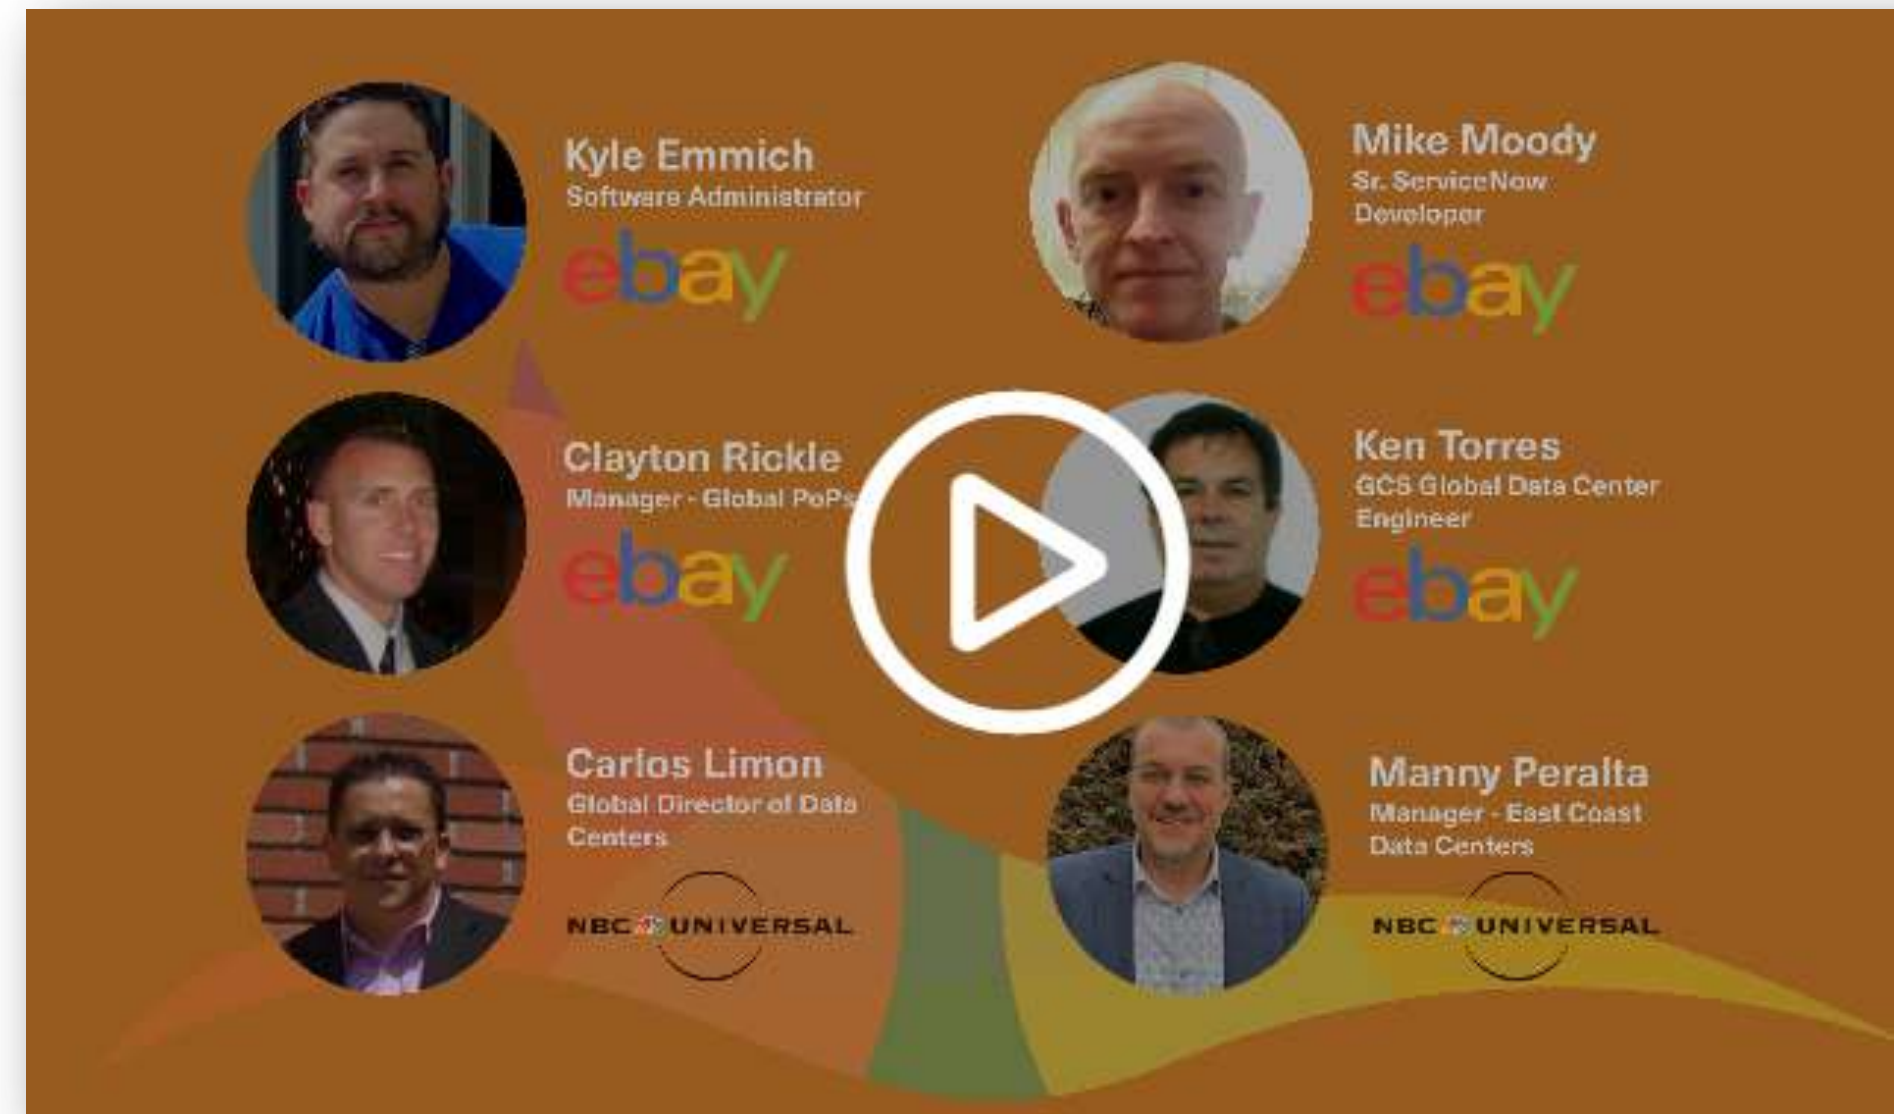 Kyle Emmich
Software Administrator
ebay
Mike Moody
Sr. ServiceNow
Developer
ebay
Clayton Rickle
Manager - Global PoPs
ebay
Ken Torres
GCS Global Data Center
Engineer
ebay
Carlos Limon
Global Director of Data
Centers
NBC UNIVERSAL
Manny Peralta
Manager - East Coast
Data Centers
NBC UNIVERSAL